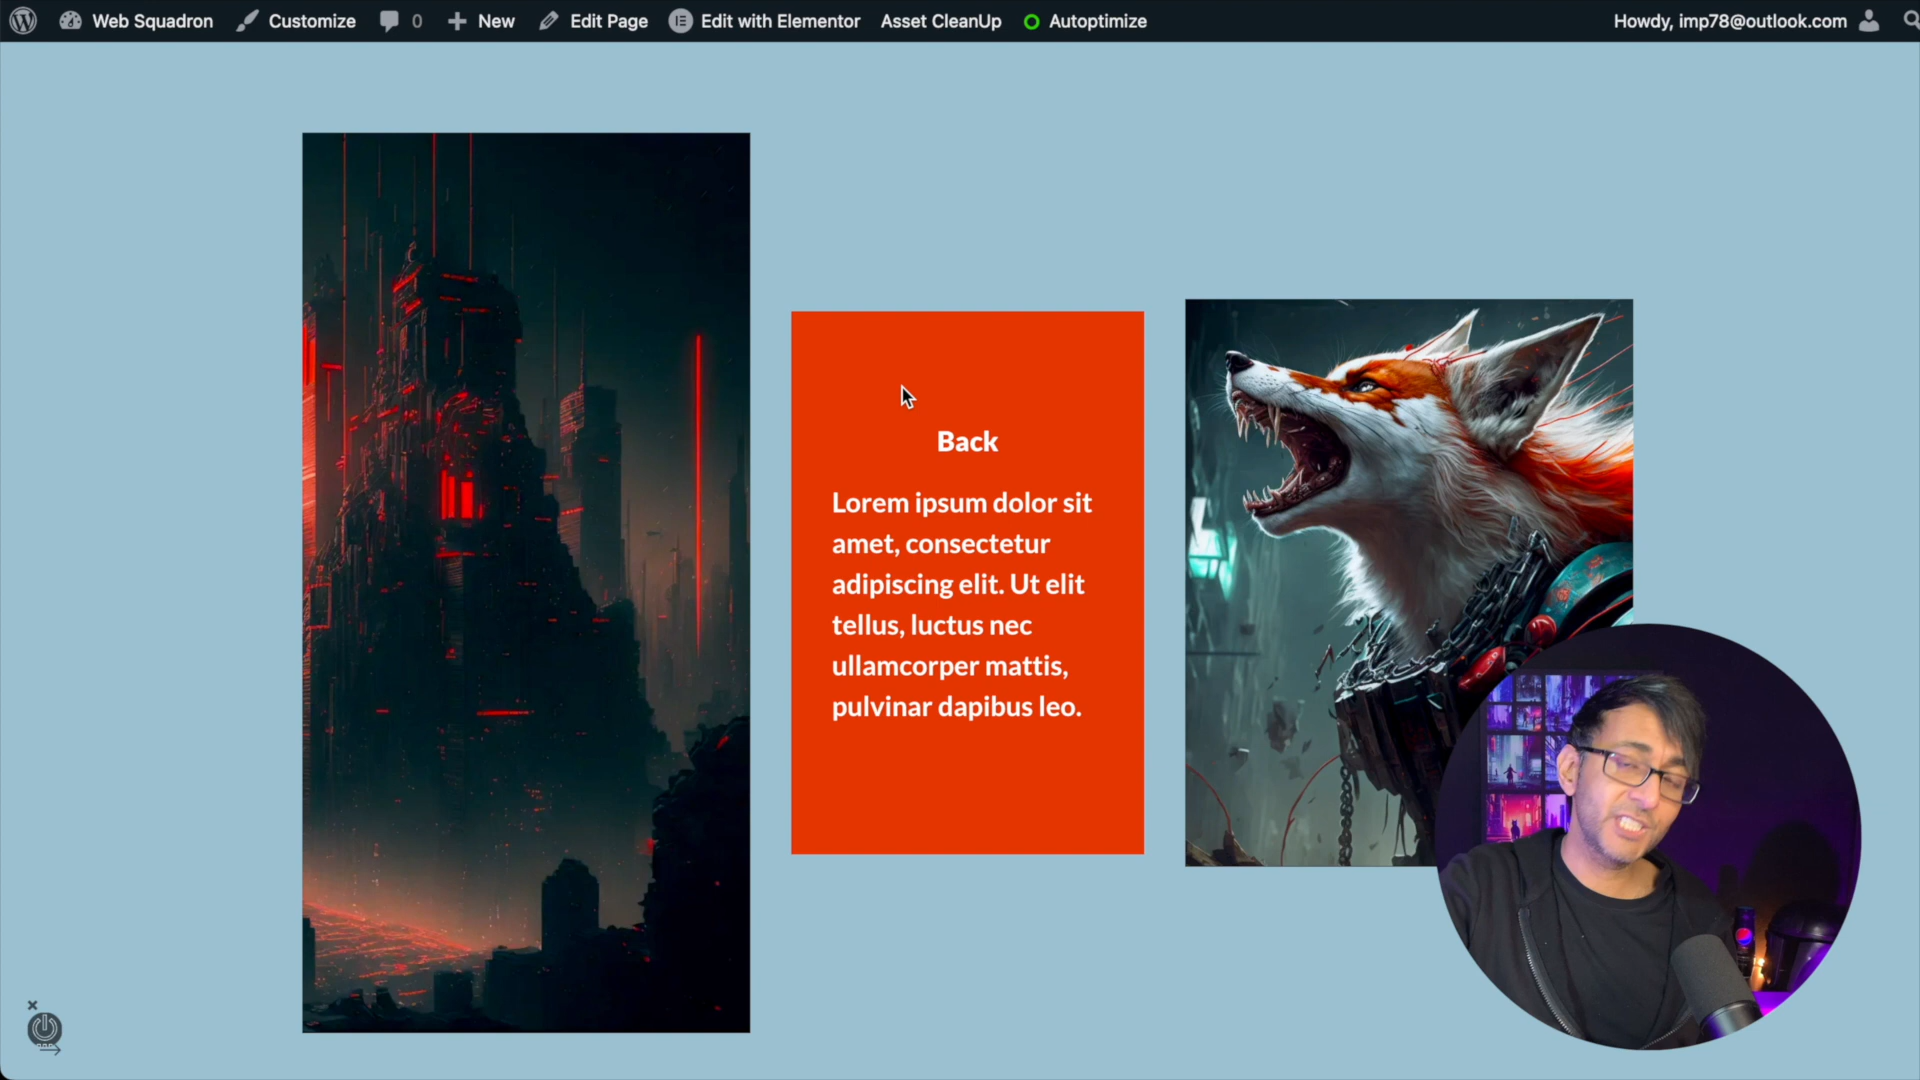 Web Squadron Customize 0 New Edit Page Edit with Elementor Asset CleanUp Autoptimize Howdy, imp78@outlook.com
Back
Lorem ipsum dolor sit
amet, consectetur
adipiscing elit. Ut elit
tellus, luctus nec
ullamcorper mattis,
pulvinar dapibus leo.